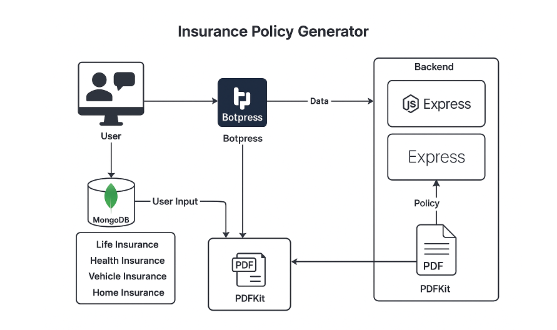 Insurance Policy Generator
User
Botpress
Botpress
Data
Backend
JS Express
Express
Policy
PDF
PDFKit
MongoDB
User Input
Life Insurance
Health Insurance
Vehicle Insurance
Home Insurance
PDF
PDFKit